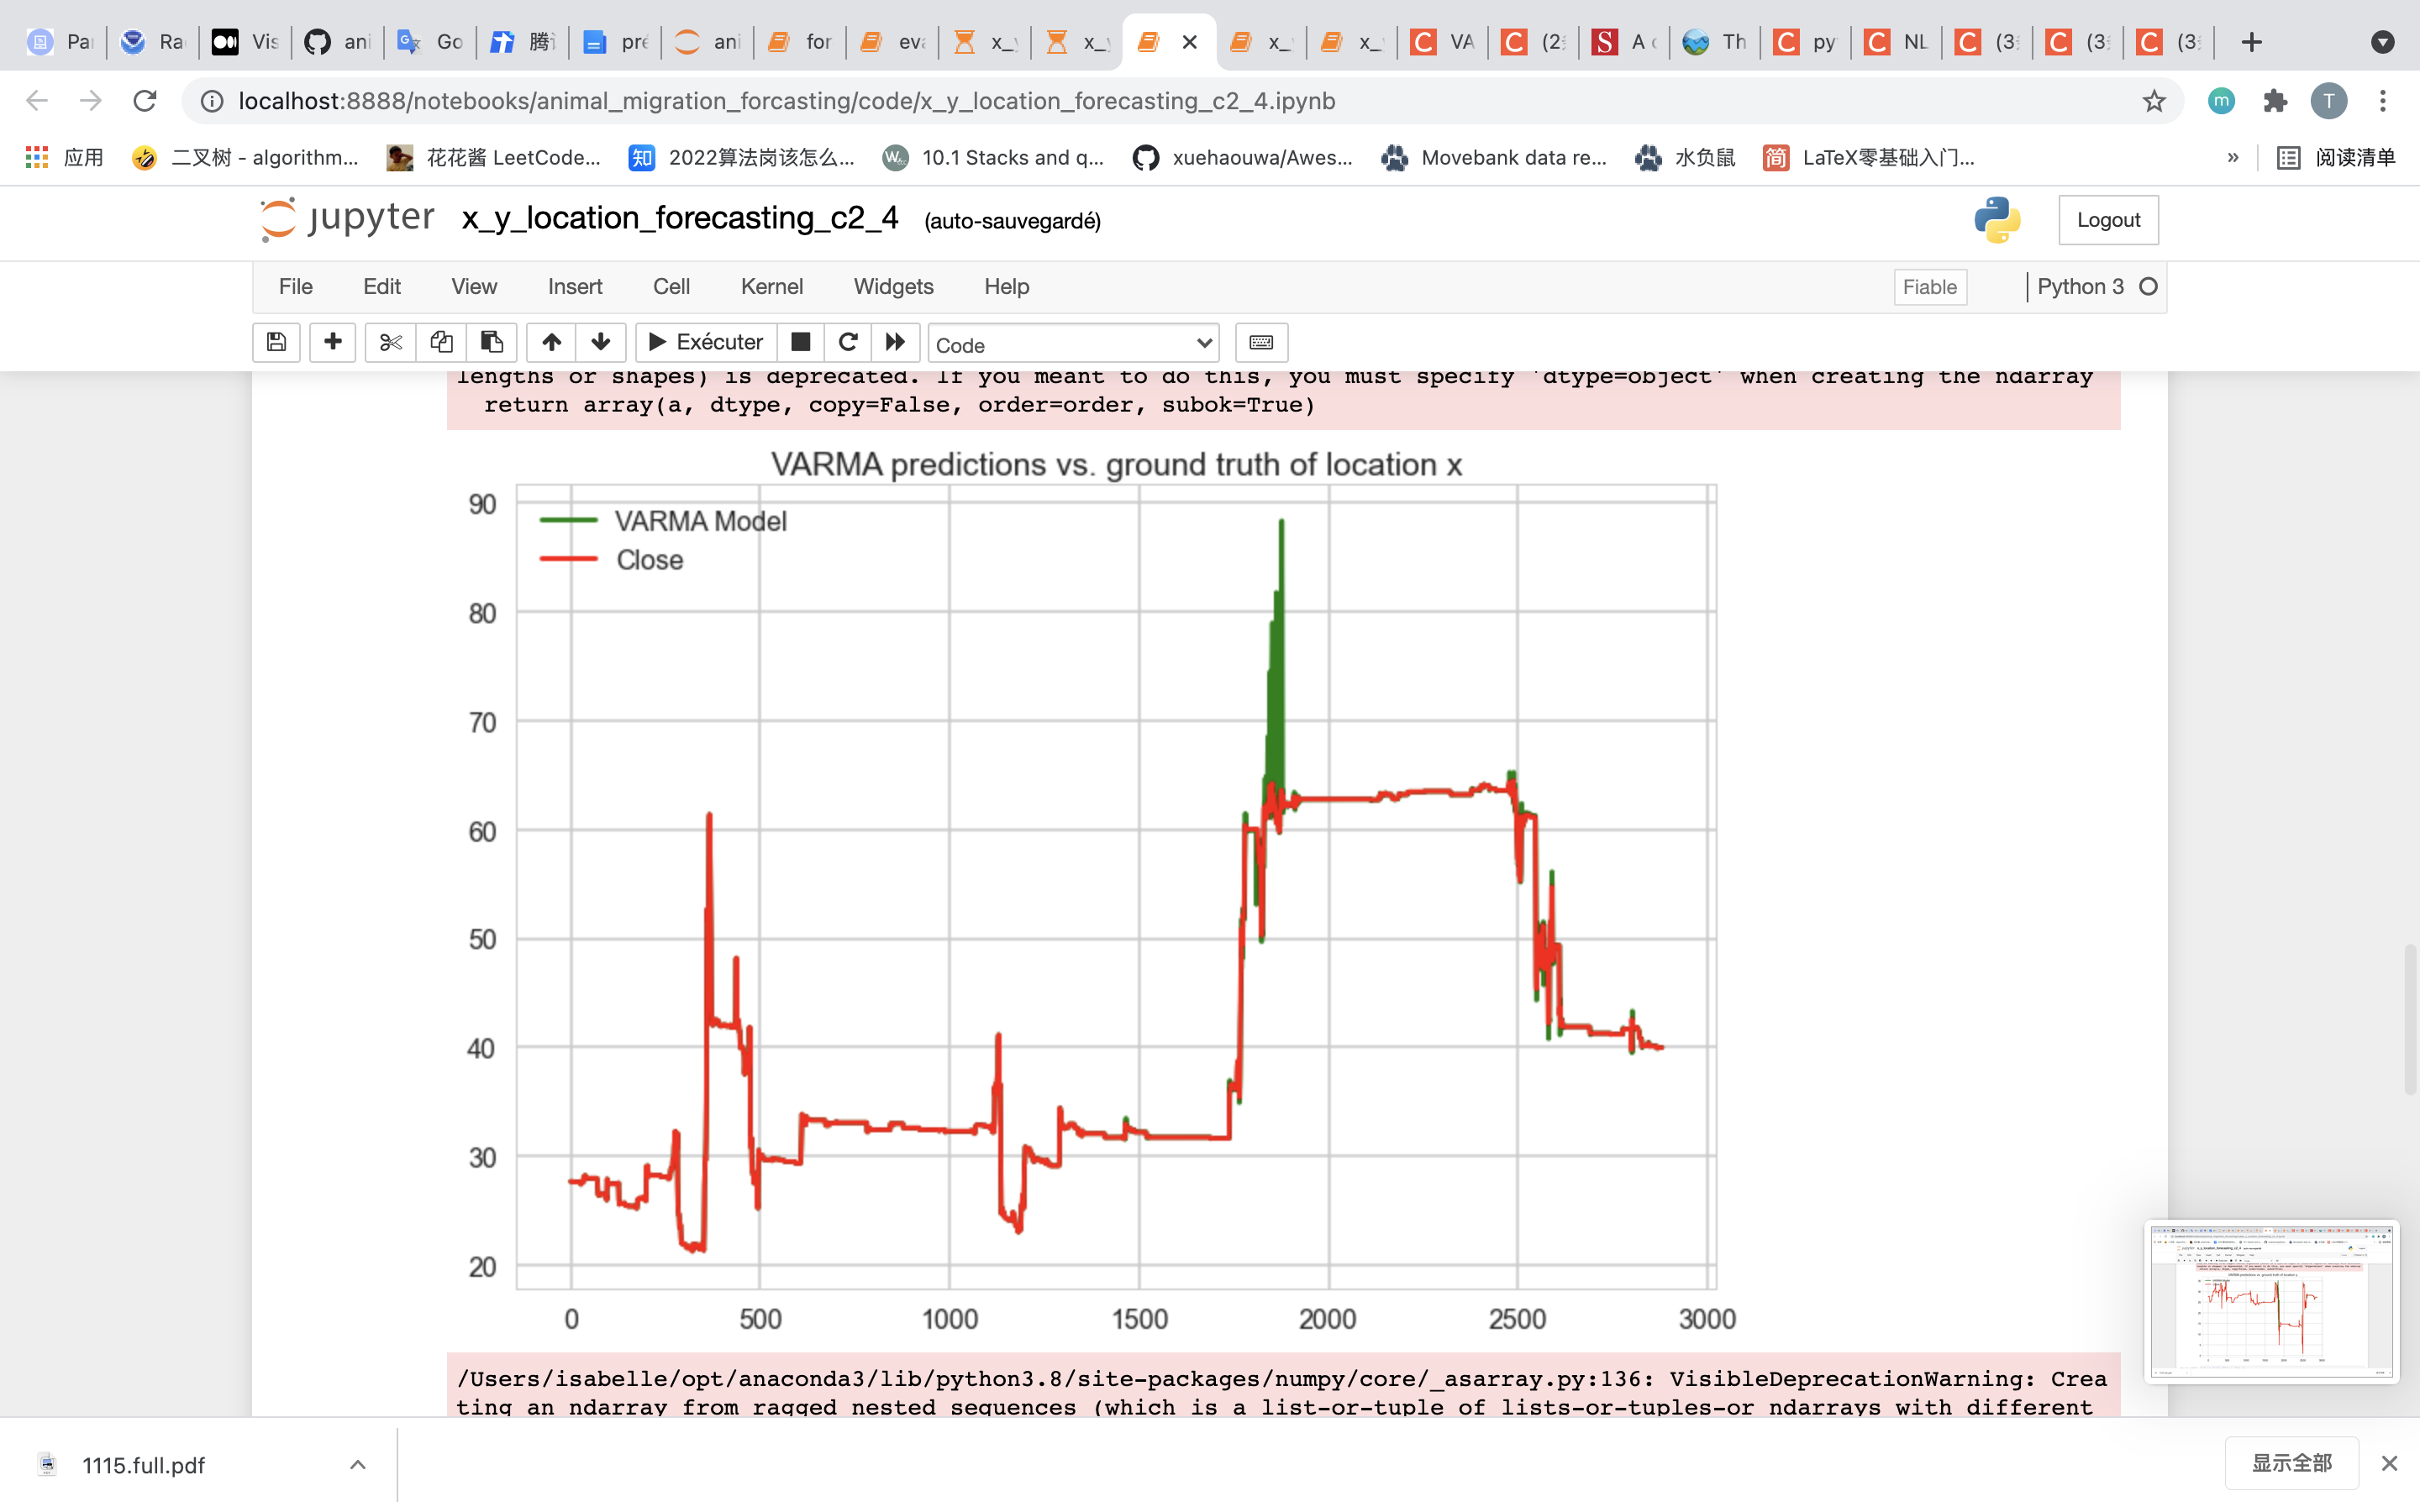 Pa Ra Vis ani Go 腾 pré ani for eva x_y x_y x_ x_ VA (2 A c Th py NL (3 (3 (3
localhost:8888/notebooks/animal_migration_forcasting/code/x_y_location_forecasting_c2_4.ipynb
应用 二叉树 - algorithm... 花花酱 LeetCode... 知 2022算法岗该怎么... 10.1 Stacks and q... xuehaouwa/Awes... Movebank data re... 水负鼠 简 LaTeX零基础入门... » 阅读清单
jupyter x_y_location_forecasting_c2_4 (auto-sauvegardé) Logout
File Edit View Insert Cell Kernel Widgets Help Fiable Python 3
Exécuter Code
lengths or shapes) is deprecated. If you meant to do this, you must specify 'dtype=object' when creating the ndarray
return array(a, dtype, copy=False, order=order, subok=True)
VARMA predictions vs. ground truth of location x
90
VARMA Model
Close
80
70
60
50
40
30
20
0 500 1000 1500 2000 2500 3000
/Users/isabelle/opt/anaconda3/lib/python3.8/site-packages/numpy/core/_asarray.py:136: VisibleDeprecationWarning: Crea
ting an ndarray from ragged nested sequences (which is a list-or-tuple of lists-or-tuples-or ndarrays with different
1115.full.pdf 显示全部